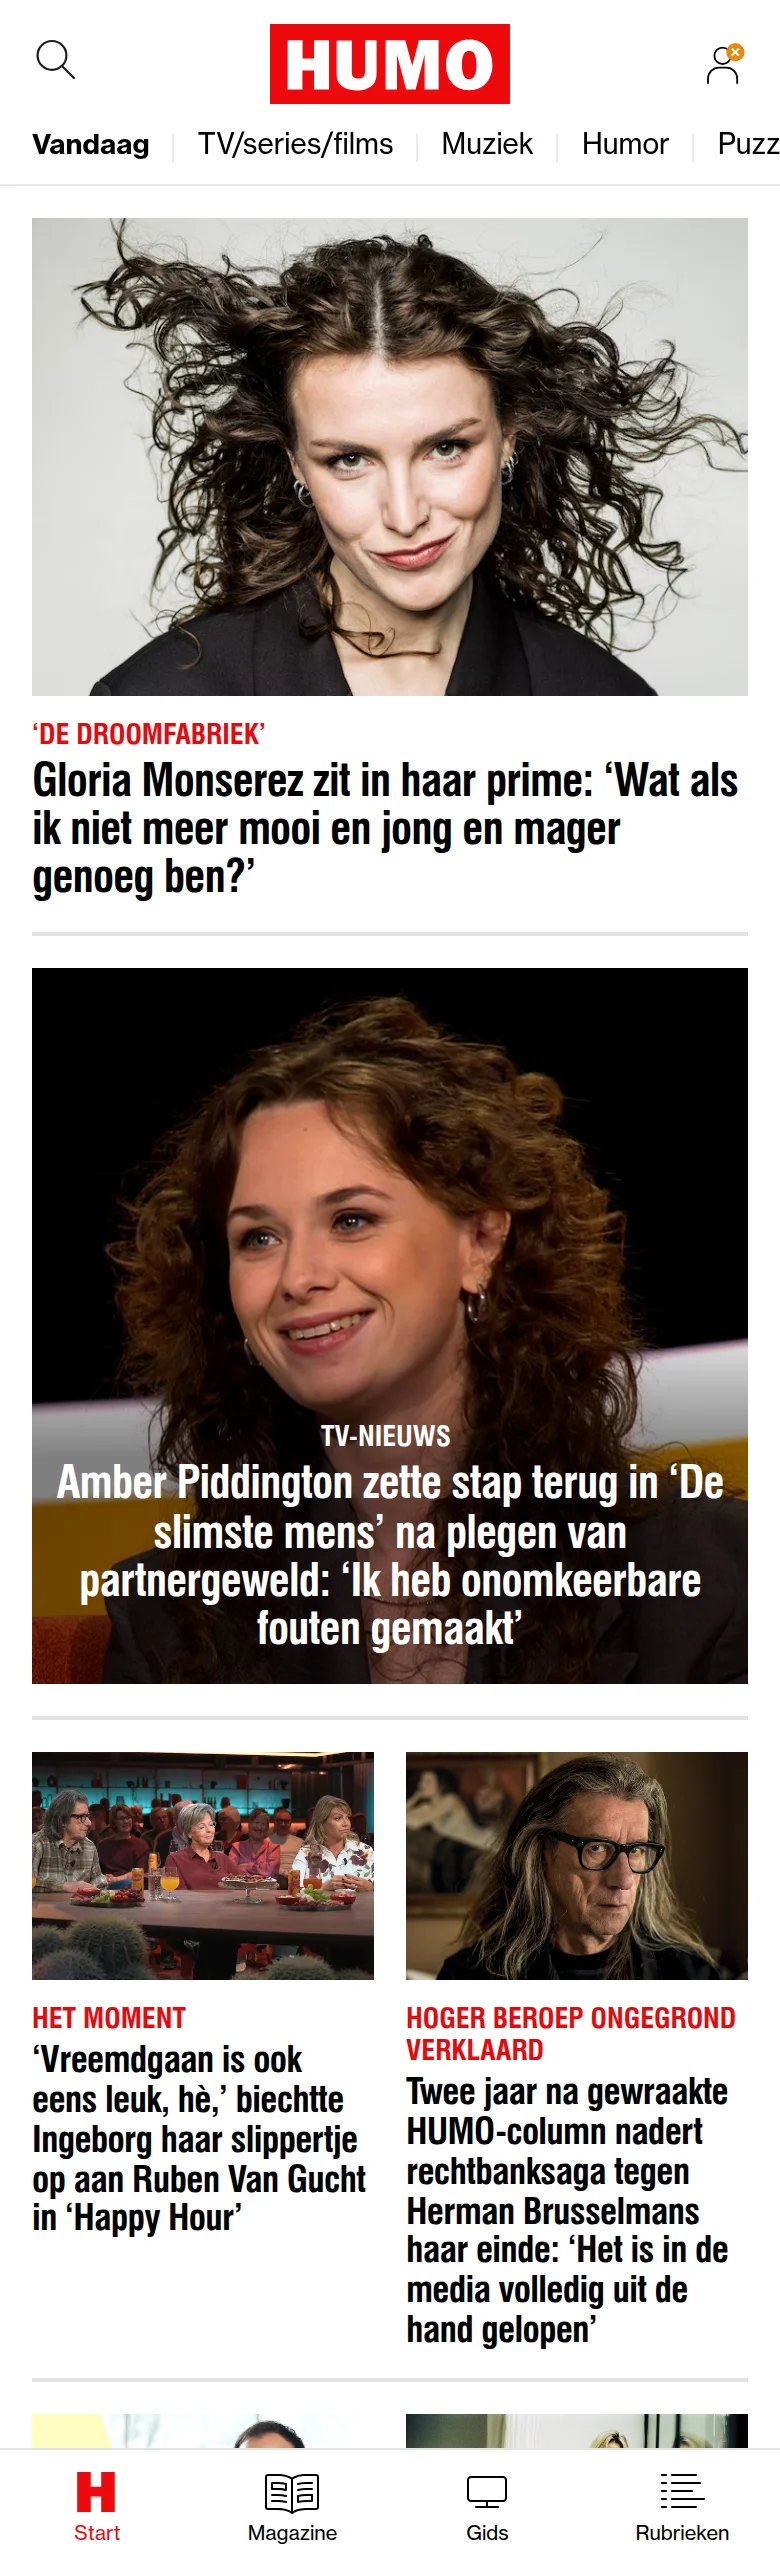 HUMO
Vandaag
TV/series/films
Muziek
Humor
Puzz
‘DE DROOMFABRIEK’
Gloria Monserez zit in haar prime: ‘Wat als
ik niet meer mooi en jong en mager
genoeg ben?’
TV-NIEUWS
Amber Piddington zette stap terug in ‘De
slimste mens’ na plegen van
partnergeweld: ‘Ik heb onomkeerbare
fouten gemaakt’
HET MOMENT
‘Vreemdgaan is ook
eens leuk, hè,’ biechtte
Ingeborg haar slippertje
op aan Ruben Van Gucht
in ‘Happy Hour’
HOGER BEROEP ONGEGROND
VERKLAARD
Twee jaar na gewraakte
HUMO-column nadert
rechtbanksaga tegen
Herman Brusselmans
haar einde: ‘Het is in de
media volledig uit de
hand gelopen’
H
Start
Magazine
Gids
Rubrieken